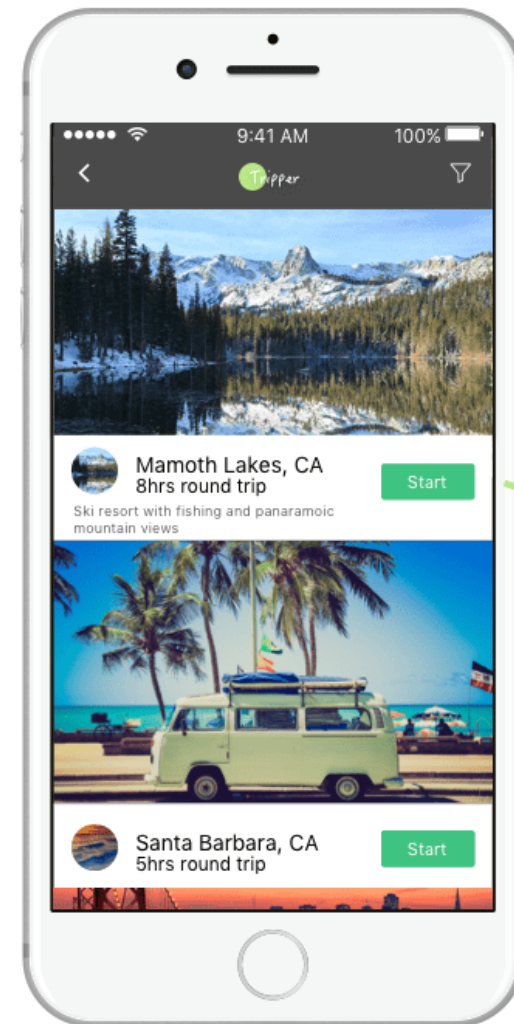 9:41 AM 100%
Tripper
Mamoth Lakes, CA
8hrs round trip
Start
Ski resort with fishing and panaramoic
mountain views
Santa Barbara, CA
5hrs round trip
Start